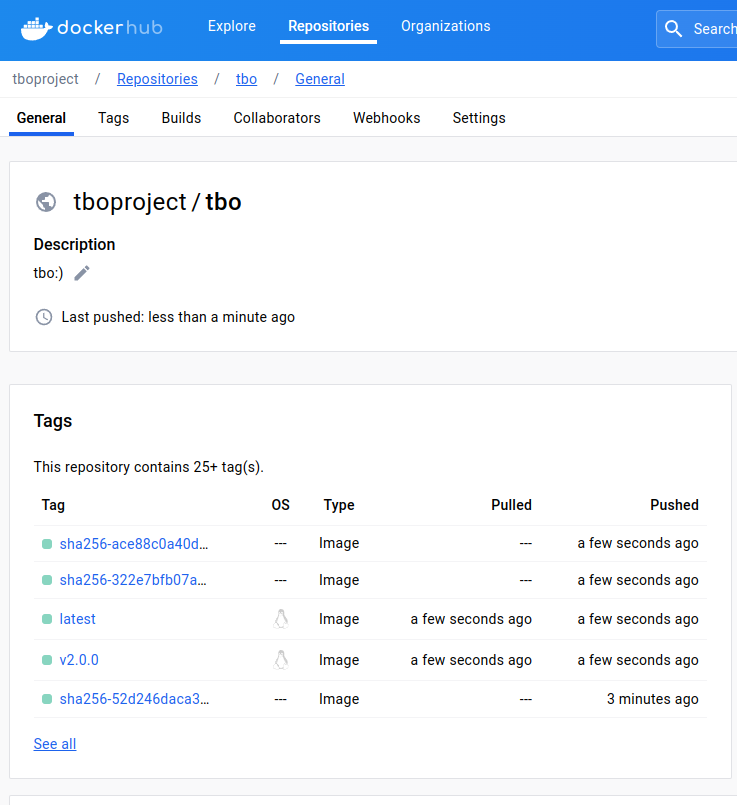 dockerhub Explore Repositories Organizations Search
tboproject / Repositories / tbo / General
General Tags Builds Collaborators Webhooks Settings
tboproject / tbo
Description
tbo:)
Last pushed: less than a minute ago
Tags
This repository contains 25+ tag(s).
Tag OS Type Pulled Pushed
sha256-ace88c0a40d... --- Image --- a few seconds ago
sha256-322e7bfb07a... --- Image --- a few seconds ago
latest Image a few seconds ago a few seconds ago
v2.0.0 Image a few seconds ago a few seconds ago
sha256-52d246daca3... --- Image --- 3 minutes ago
See all